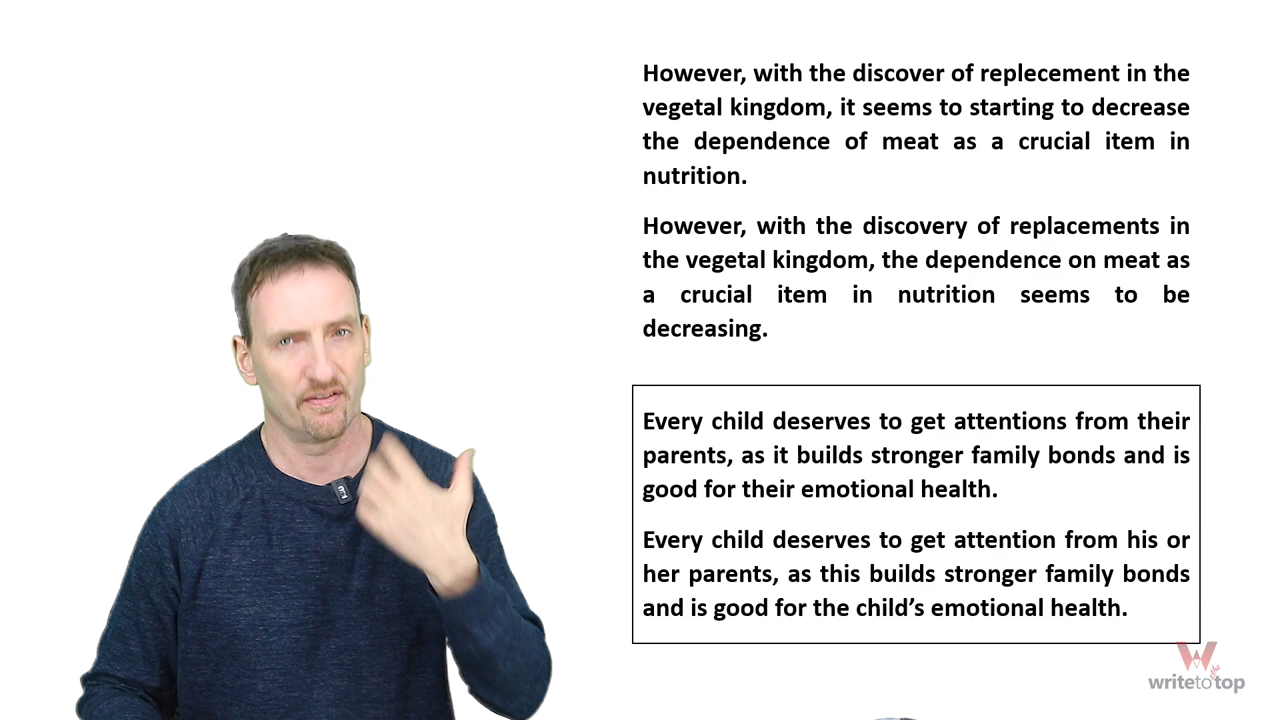 However, with the discover of replecement in the
vegetal kingdom, it seems to starting to decrease
the dependence of meat as a crucial item in
nutrition.
However, with the discovery of replacements in
the vegetal kingdom, the dependence on meat as
a crucial item in nutrition seems to be
decreasing.
Every child deserves to get attentions from their
parents, as it builds stronger family bonds and is
good for their emotional health.
Every child deserves to get attention from his or
her parents, as this builds stronger family bonds
and is good for the child’s emotional health.
W
the
writetotop